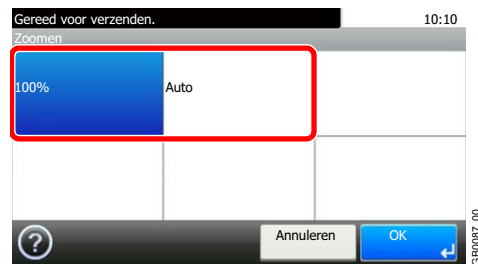 Gereed voor verzenden. 10:10
Zoomen
100% Auto
?
Annuleren OK
GB0087_00